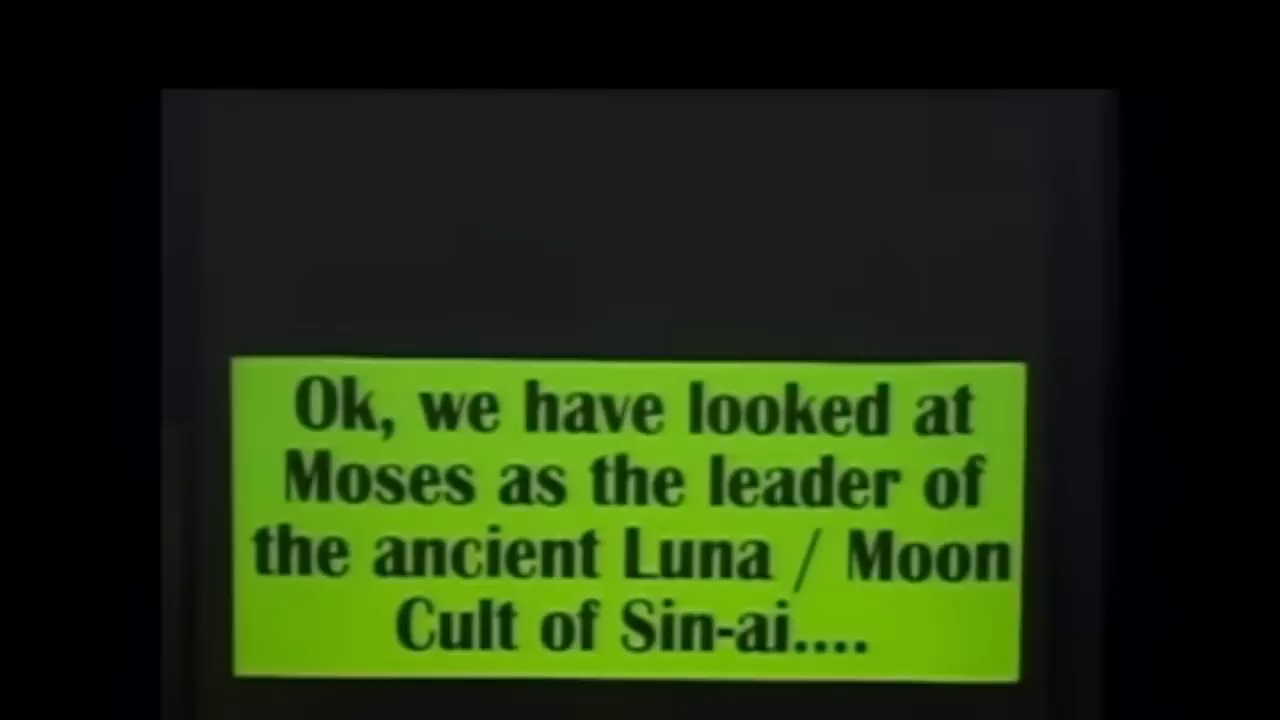 Ok, we have looked at
Moses as the leader of
the ancient Luna / Moon
Cult of Sin-ai....